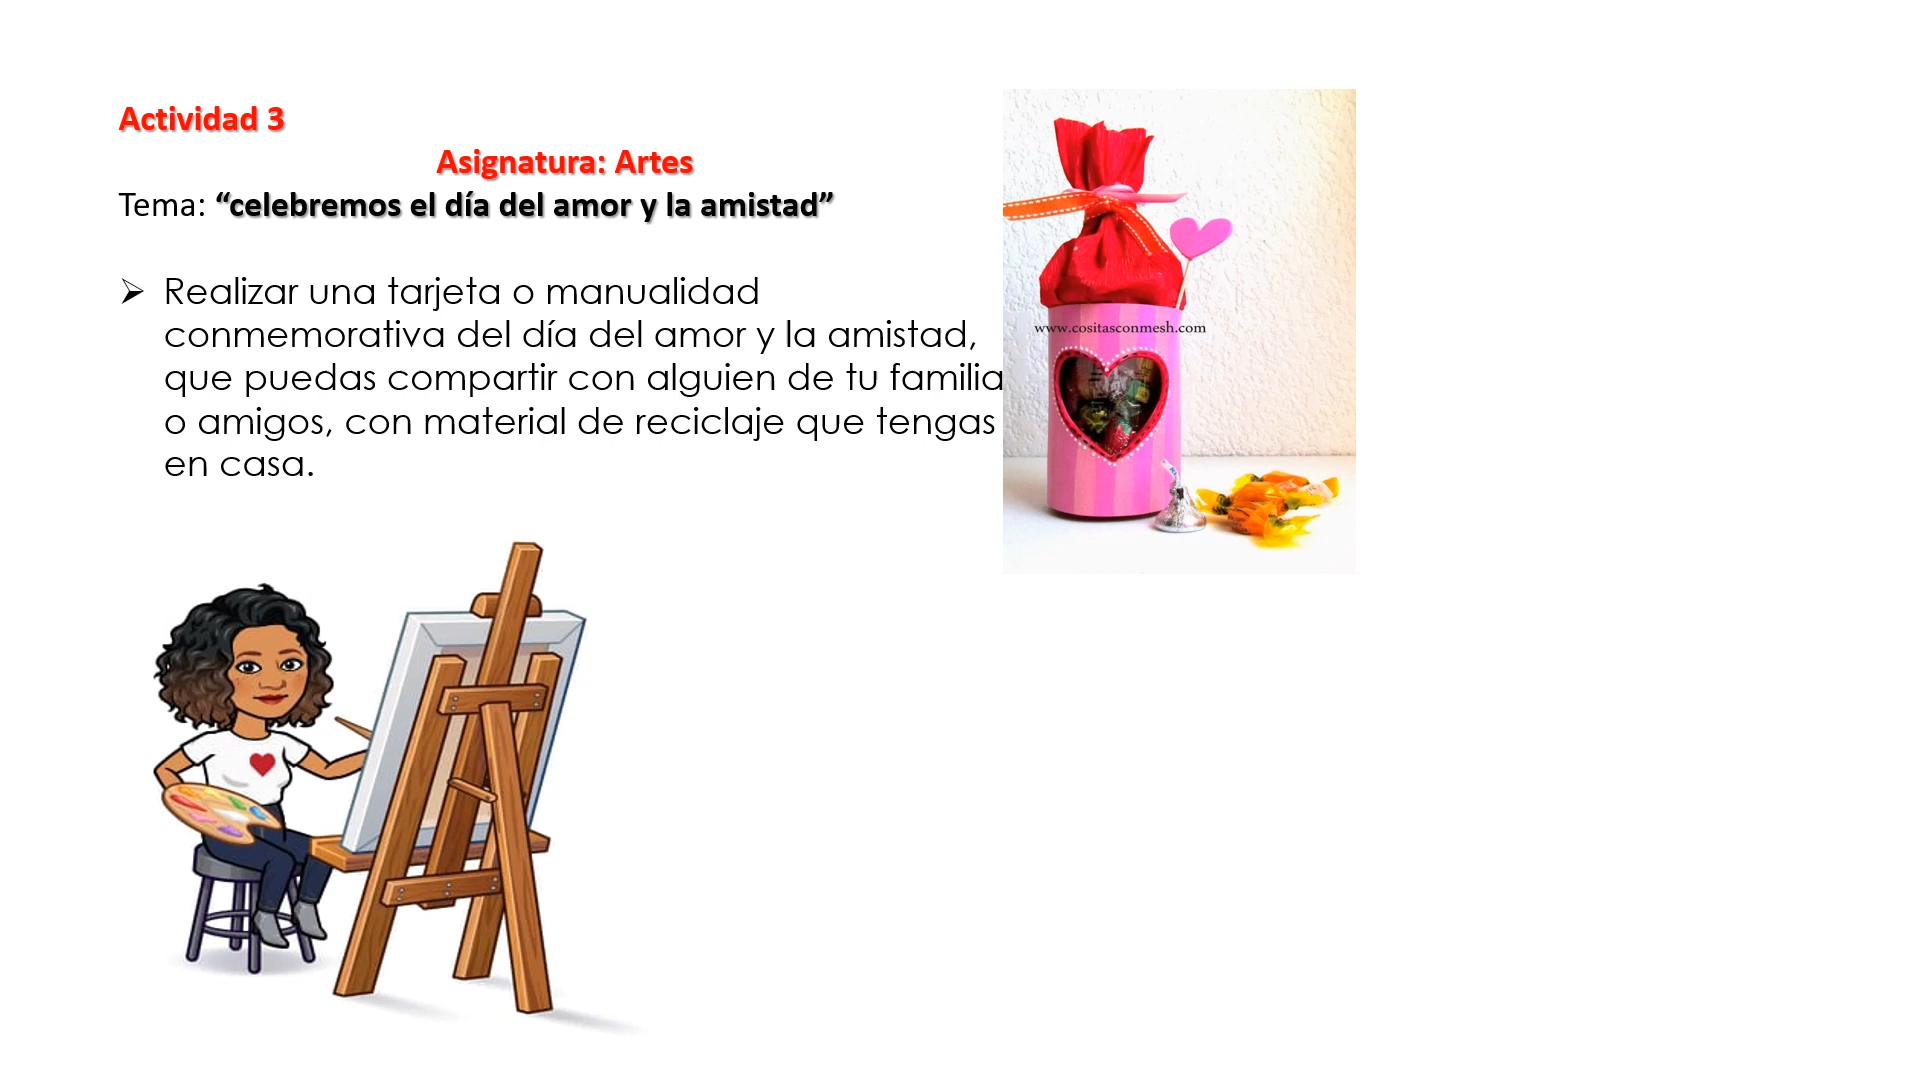 Actividad 3
Asignatura: Artes
Tema: “celebremos el día del amor y la amistad”
➢ Realizar una tarjeta o manualidad
conmemorativa del día del amor y la amistad,
que puedas compartir con alguien de tu familia
o amigos, con material de reciclaje que tengas
en casa.
www.cositasconmesh.com